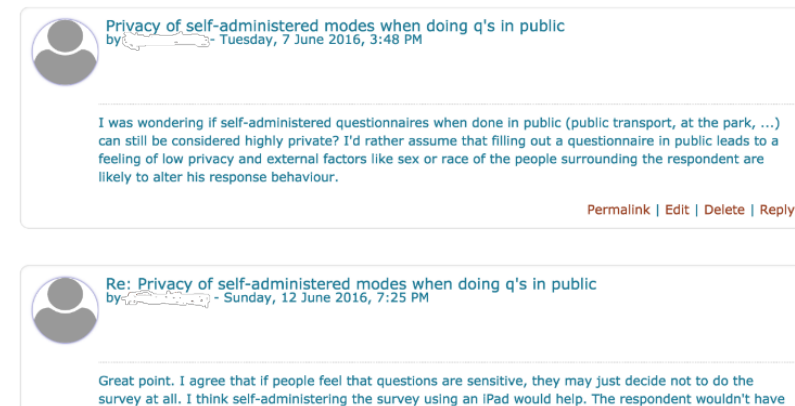 Privacy of self-administered modes when doing q's in public
by - Tuesday, 7 June 2016, 3:48 PM
I was wondering if self-administered questionnaires when done in public (public transport, at the park, ...)
can still be considered highly private? I'd rather assume that filling out a questionnaire in public leads to a
feeling of low privacy and external factors like sex or race of the people surrounding the respondent are
likely to alter his response behaviour.
Permalink | Edit | Delete | Reply
Re: Privacy of self-administered modes when doing q's in public
by - Sunday, 12 June 2016, 7:25 PM
Great point. I agree that if people feel that questions are sensitive, they may just decide not to do the
survey at all. I think self-administering the survey using an iPad would help. The respondent wouldn't have